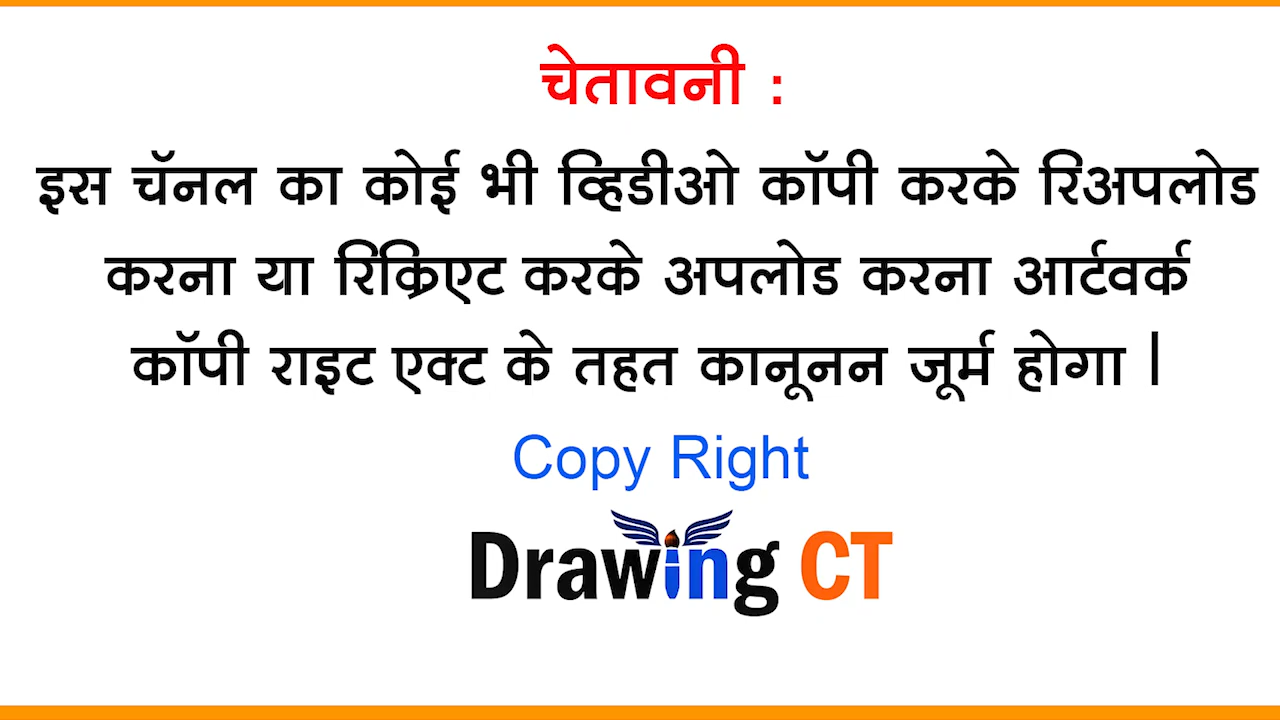 चेतावनी :
इस चॅनल का कोई भी व्हिडीओ कॉपी करके रिअपलोड
करना या रिक्रिएट करके अपलोड करना आर्टवर्क
कॉपी राइट एक्ट के तहत कानूनन जूर्म होगा |
Copy Right
Drawing CT